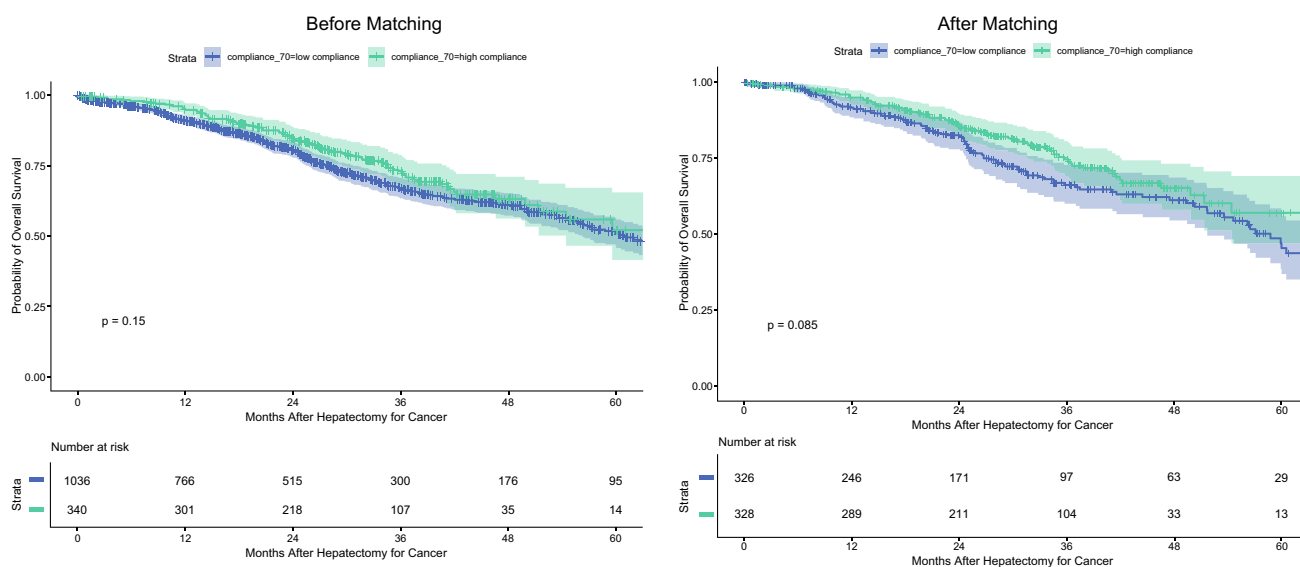 Before Matching
Strata compliance_70=low compliance compliance_70=high compliance
Probability of Overall Survival
1.00
0.75
0.50
0.25
0.00
p = 0.15
0 12 24 36 48 60
Months After Hepatectomy for Cancer
Number at risk
Strata
1036 766 515 300 176 95
340 301 218 107 35 14
0 12 24 36 48 60
Months After Hepatectomy for Cancer
After Matching
Strata compliance_70=low compliance compliance_70=high compliance
Probability of Overall Survival
1.00
0.75
0.50
0.25
0.00
p = 0.085
0 12 24 36 48 60
Months After Hepatectomy for Cancer
Number at risk
Strata
326 246 171 97 63 29
328 289 211 104 33 13
0 12 24 36 48 60
Months After Hepatectomy for Cancer